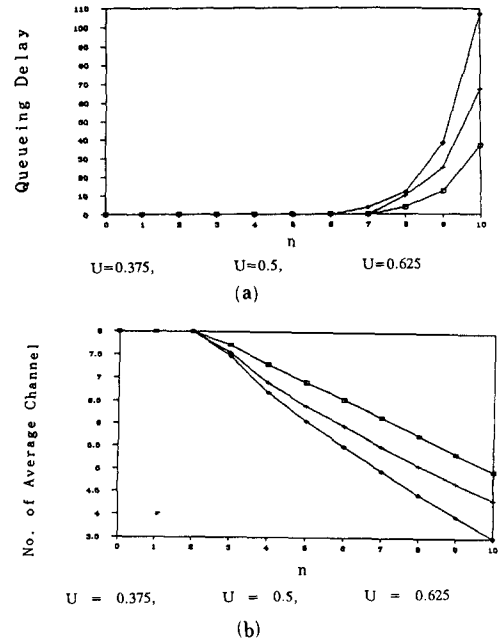 Queueing Delay
110
100
90
80
70
60
50
40
30
20
10
0
0 1 2 3 4 5 6 7 8 9 10
n
U=0.375, U=0.5, U=0.625
(a)
No. of Average Channel
8
7.5
7
6.5
6
5.5
5
4.5
4
3.5
0 1 2 3 4 5 6 7 8 9 10
n
U = 0.375, U = 0.5, U = 0.625
(b)